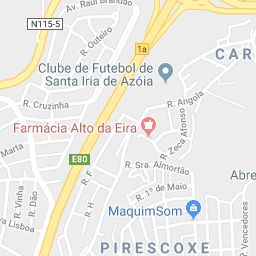 Av. Raul Brandão
N115-5
R. Outeiro
1a
CAR
Clube de Futebol de
Santa Iria de Azóia
R. Cruzinha
R. Angola
Farmácia Alto da Eira
R. Zeca Afonso
Marta
E80
R. Sra. Almortão
R. Vinha
R. Dão
R. F
R. H
R. 1º de Maio
Abre
MaquimSom
va Lisboa
PIRESCOXE
R. Vencedores